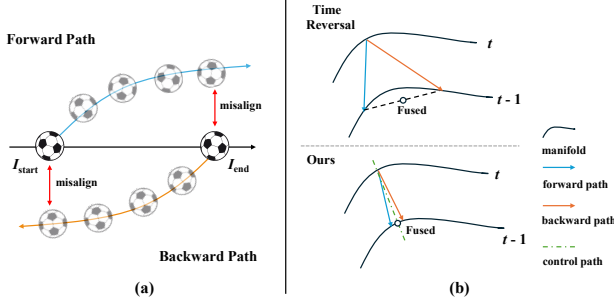 Forward Path
misalign
I start
I end
misalign
Backward Path
(a)
Time
Reversal
t
t - 1
Fused
Ours
t
Fused
t - 1
(b)
manifold
forward path
backward path
control path